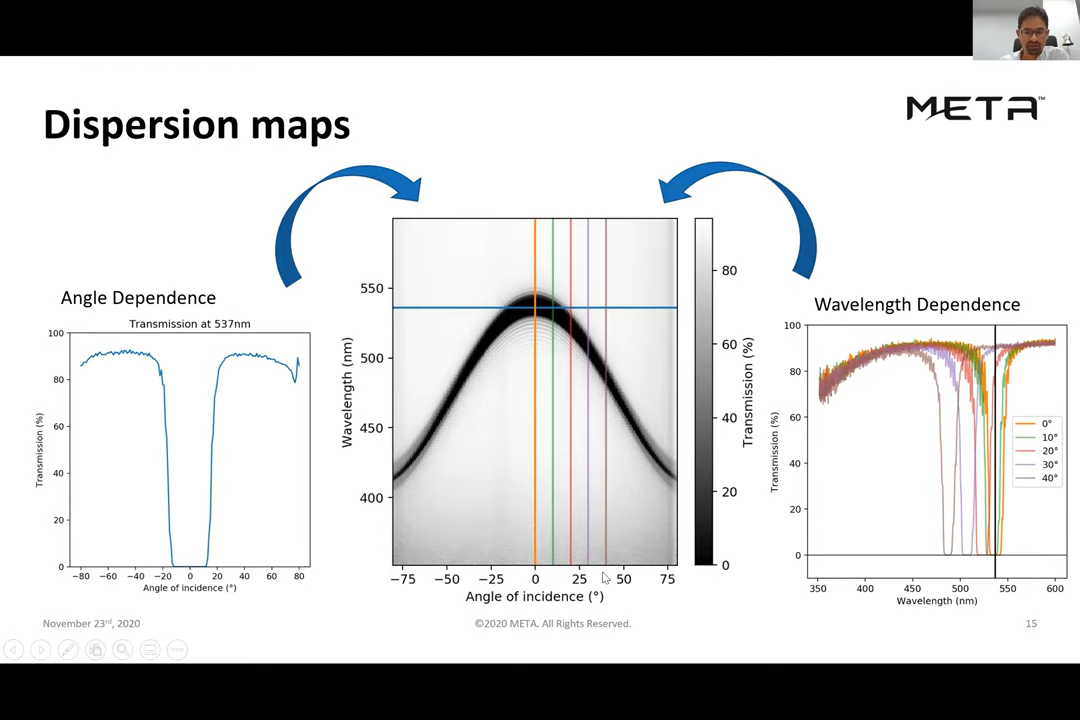 Dispersion maps
META™
Angle Dependence
Transmission at 537nm
100
80
60
40
20
0
Transmission (%)
−80 −60 −40 −20 0 20 40 60 80
Angle of incidence (°)
550
500
450
400
Wavelength (nm)
−75 −50 −25 0 25 50 75
Angle of incidence (°)
80
60
40
20
0
Transmission (%)
Wavelength Dependence
100
80
60
40
20
0
Transmission (%)
0°
10°
20°
30°
40°
350 400 450 500 550 600
Wavelength (nm)
November 23rd, 2020
©2020 META. All Rights Reserved.
15